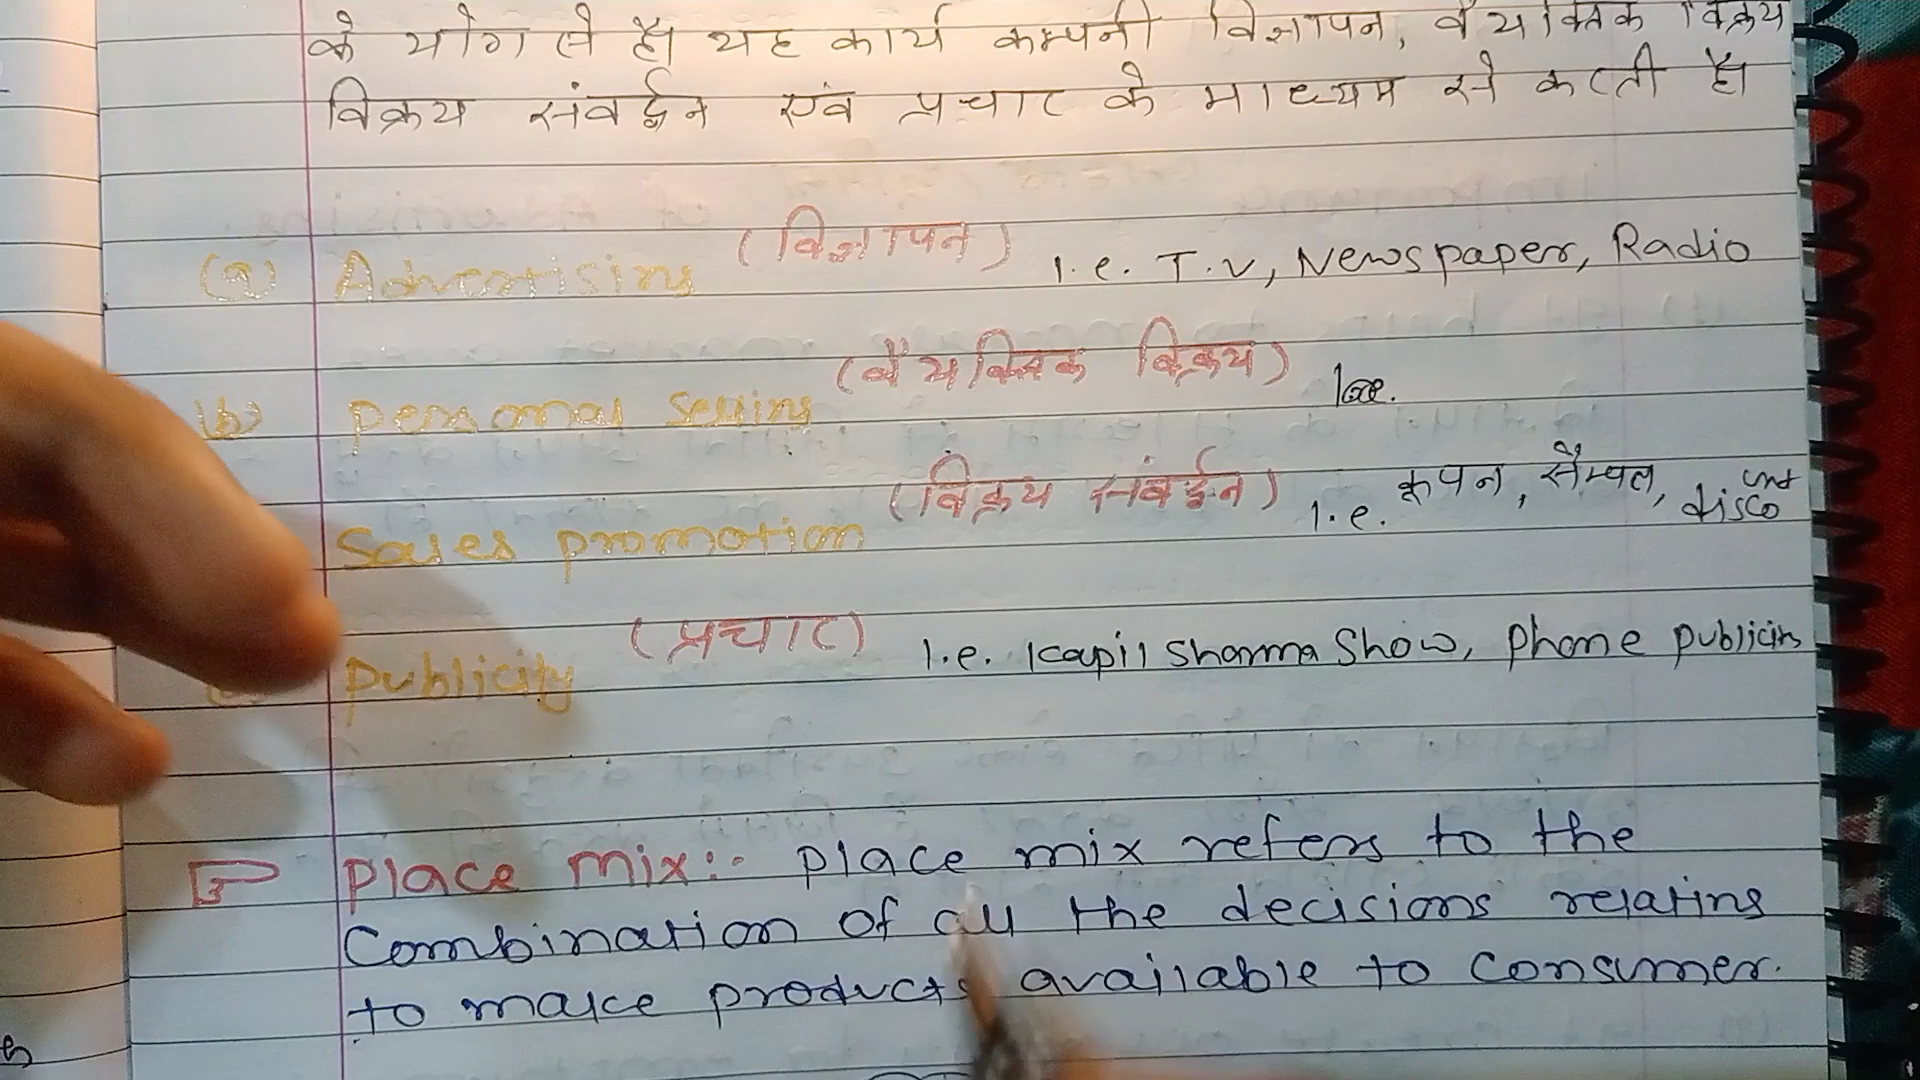 के योग से है। यह कार्य कम्पनी विज्ञापन, वैयक्तिक विक्रय
विक्रय संवर्द्धन एवं प्रचार के माध्यम से करती है।
(a) Advertising (विज्ञापन) i.e. T.V, Newspaper, Radio
(b) personal selling (वैयक्तिक विक्रय) i.e.
Sales promotion (विक्रय संवर्द्धन) i.e. कूपन, सैम्पल, discount
publicity (प्रचार) i.e. Kapil Sharma Show, Phone publicity
Place mix:- place mix refers to the
Combination of all the decisions relating
to make products available to consumer.